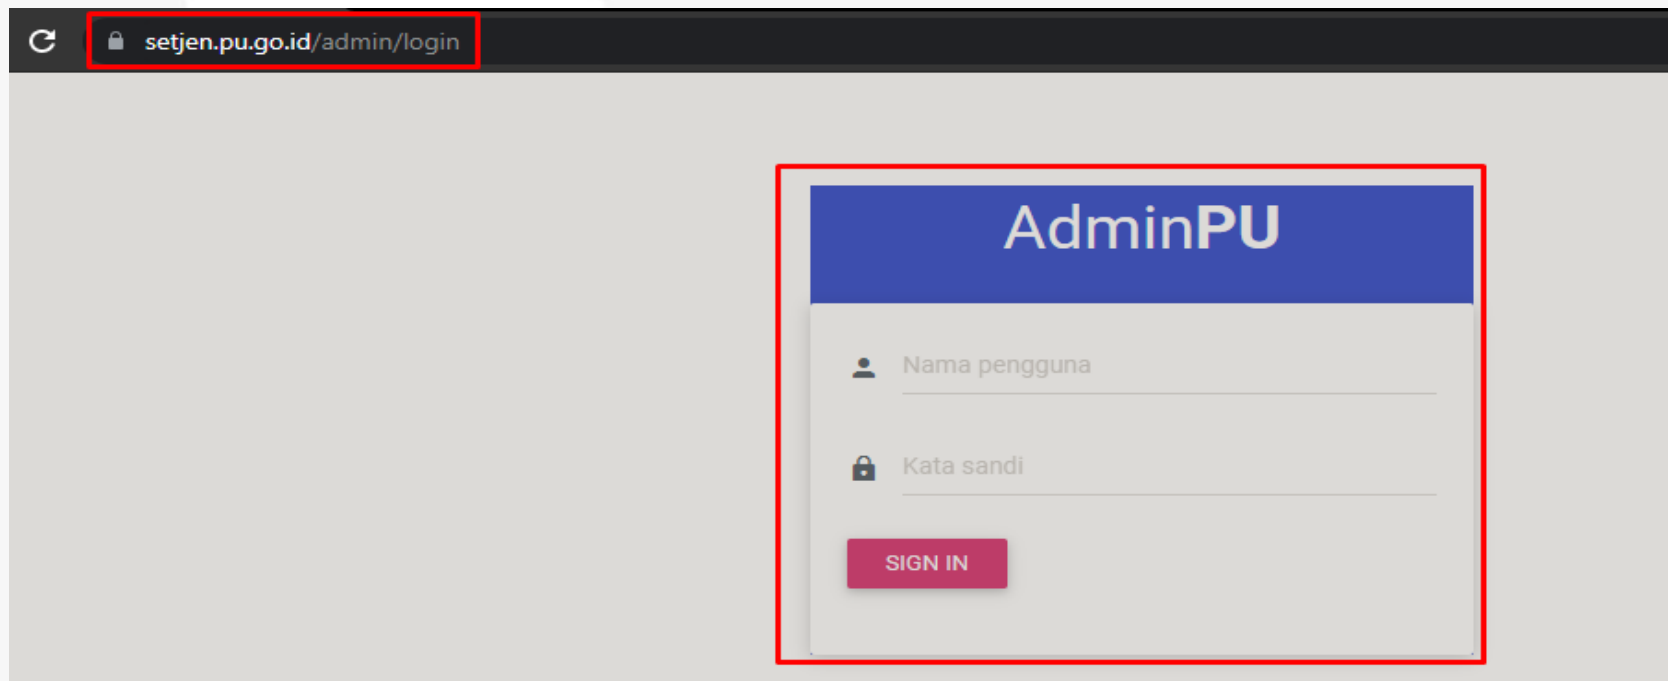 setjen.pu.go.id/admin/login
AdminPU
Nama pengguna
Kata sandi
SIGN IN